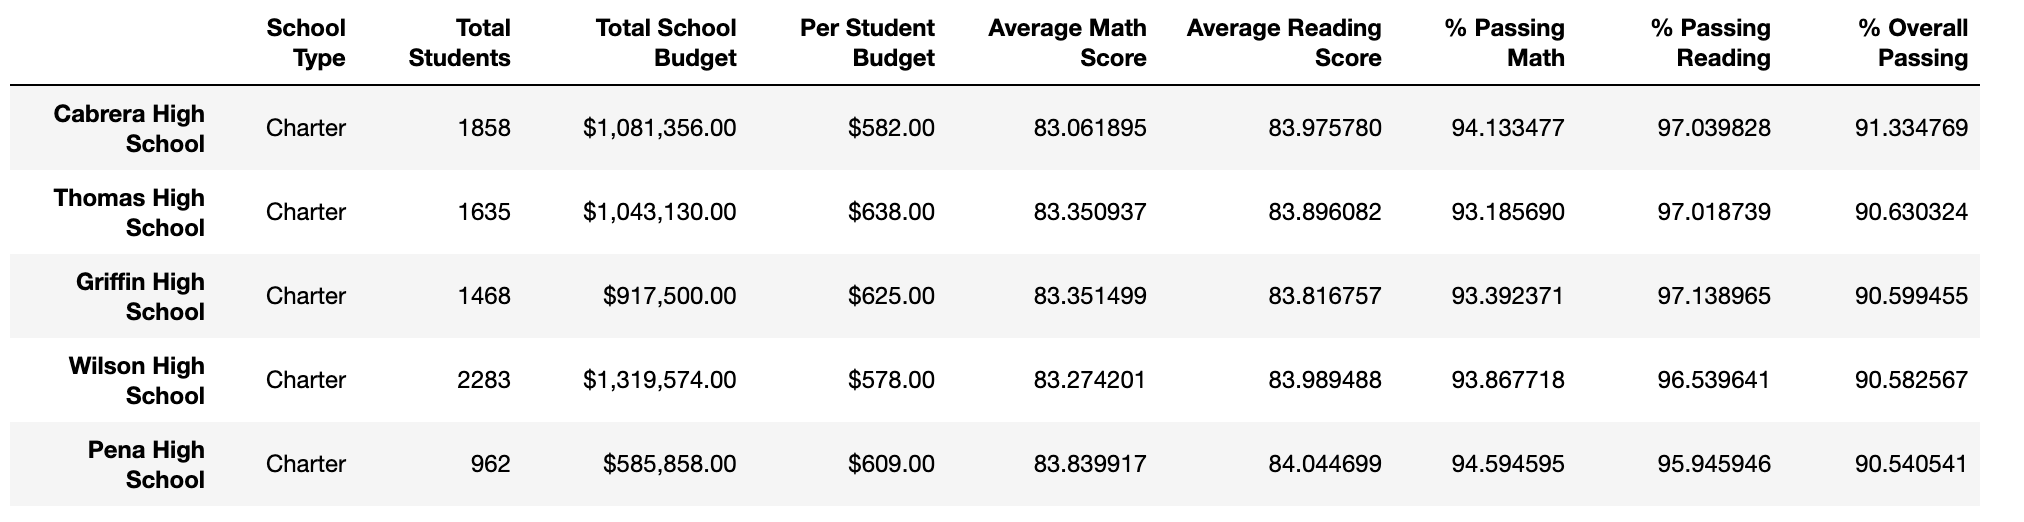 School Type Total Students Total School Budget Per Student Budget Average Math Score Average Reading Score % Passing Math % Passing Reading % Overall Passing
Cabrera High School Charter 1858 $1,081,356.00 $582.00 83.061895 83.975780 94.133477 97.039828 91.334769
Thomas High School Charter 1635 $1,043,130.00 $638.00 83.350937 83.896082 93.185690 97.018739 90.630324
Griffin High School Charter 1468 $917,500.00 $625.00 83.351499 83.816757 93.392371 97.138965 90.599455
Wilson High School Charter 2283 $1,319,574.00 $578.00 83.274201 83.989488 93.867718 96.539641 90.582567
Pena High School Charter 962 $585,858.00 $609.00 83.839917 84.044699 94.594595 95.945946 90.540541